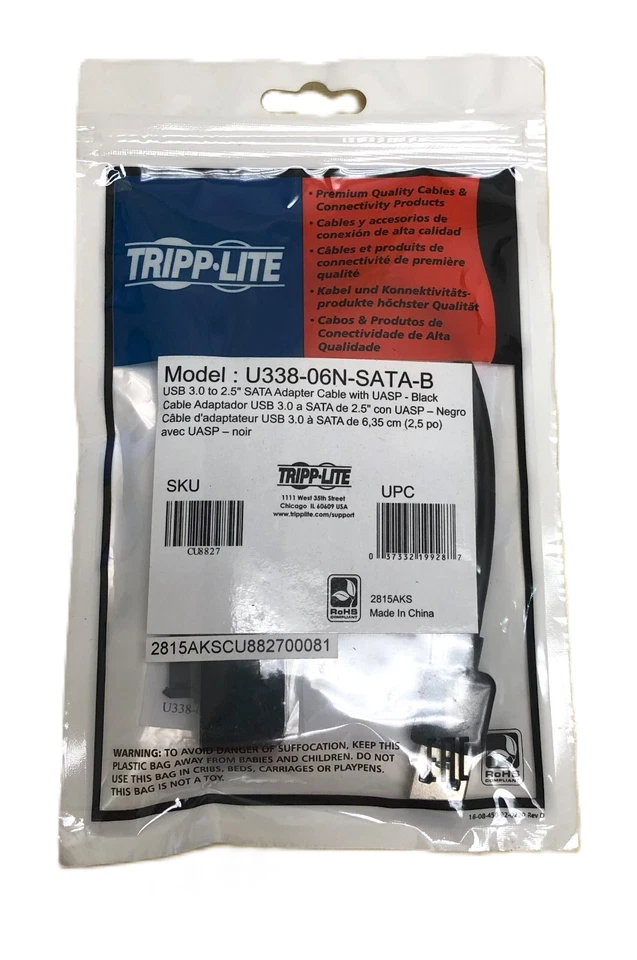 TRIPP·LITE
• Premium Quality Cables &
Connectivity Products
• Cables y accesorios de
conexión de alta calidad
• Câbles et produits de
connectivité de première
qualité
• Kabel und Konnektivitäts-
produkte höchster Qualität
• Cabos & Produtos de
Conectividade de Alta
Qualidade
Model : U338-06N-SATA-B
USB 3.0 to 2.5" SATA Adapter Cable with UASP - Black
Cable Adaptador USB 3.0 a SATA de 2.5" con UASP – Negro
Câble d'adaptateur USB 3.0 à SATA de 6,35 cm (2,5 po)
avec UASP – noir
TRIPP·LITE
1111 West 35th Street
Chicago IL 60609 USA
www.tripplite.com/support
SKU
CU8827
UPC
0 37332 19928 7
RoHS
COMPLIANT
2815AKS
Made In China
2815AKSCU882700081
U338-
WARNING: TO AVOID DANGER OF SUFFOCATION, KEEP THIS
PLASTIC BAG AWAY FROM BABIES AND CHILDREN. DO NOT
USE THIS BAG IN CRIBS, BEDS, CARRIAGES OR PLAYPENS.
THIS BAG IS NOT A TOY.
RoHS
COMPLIANT
Rev D